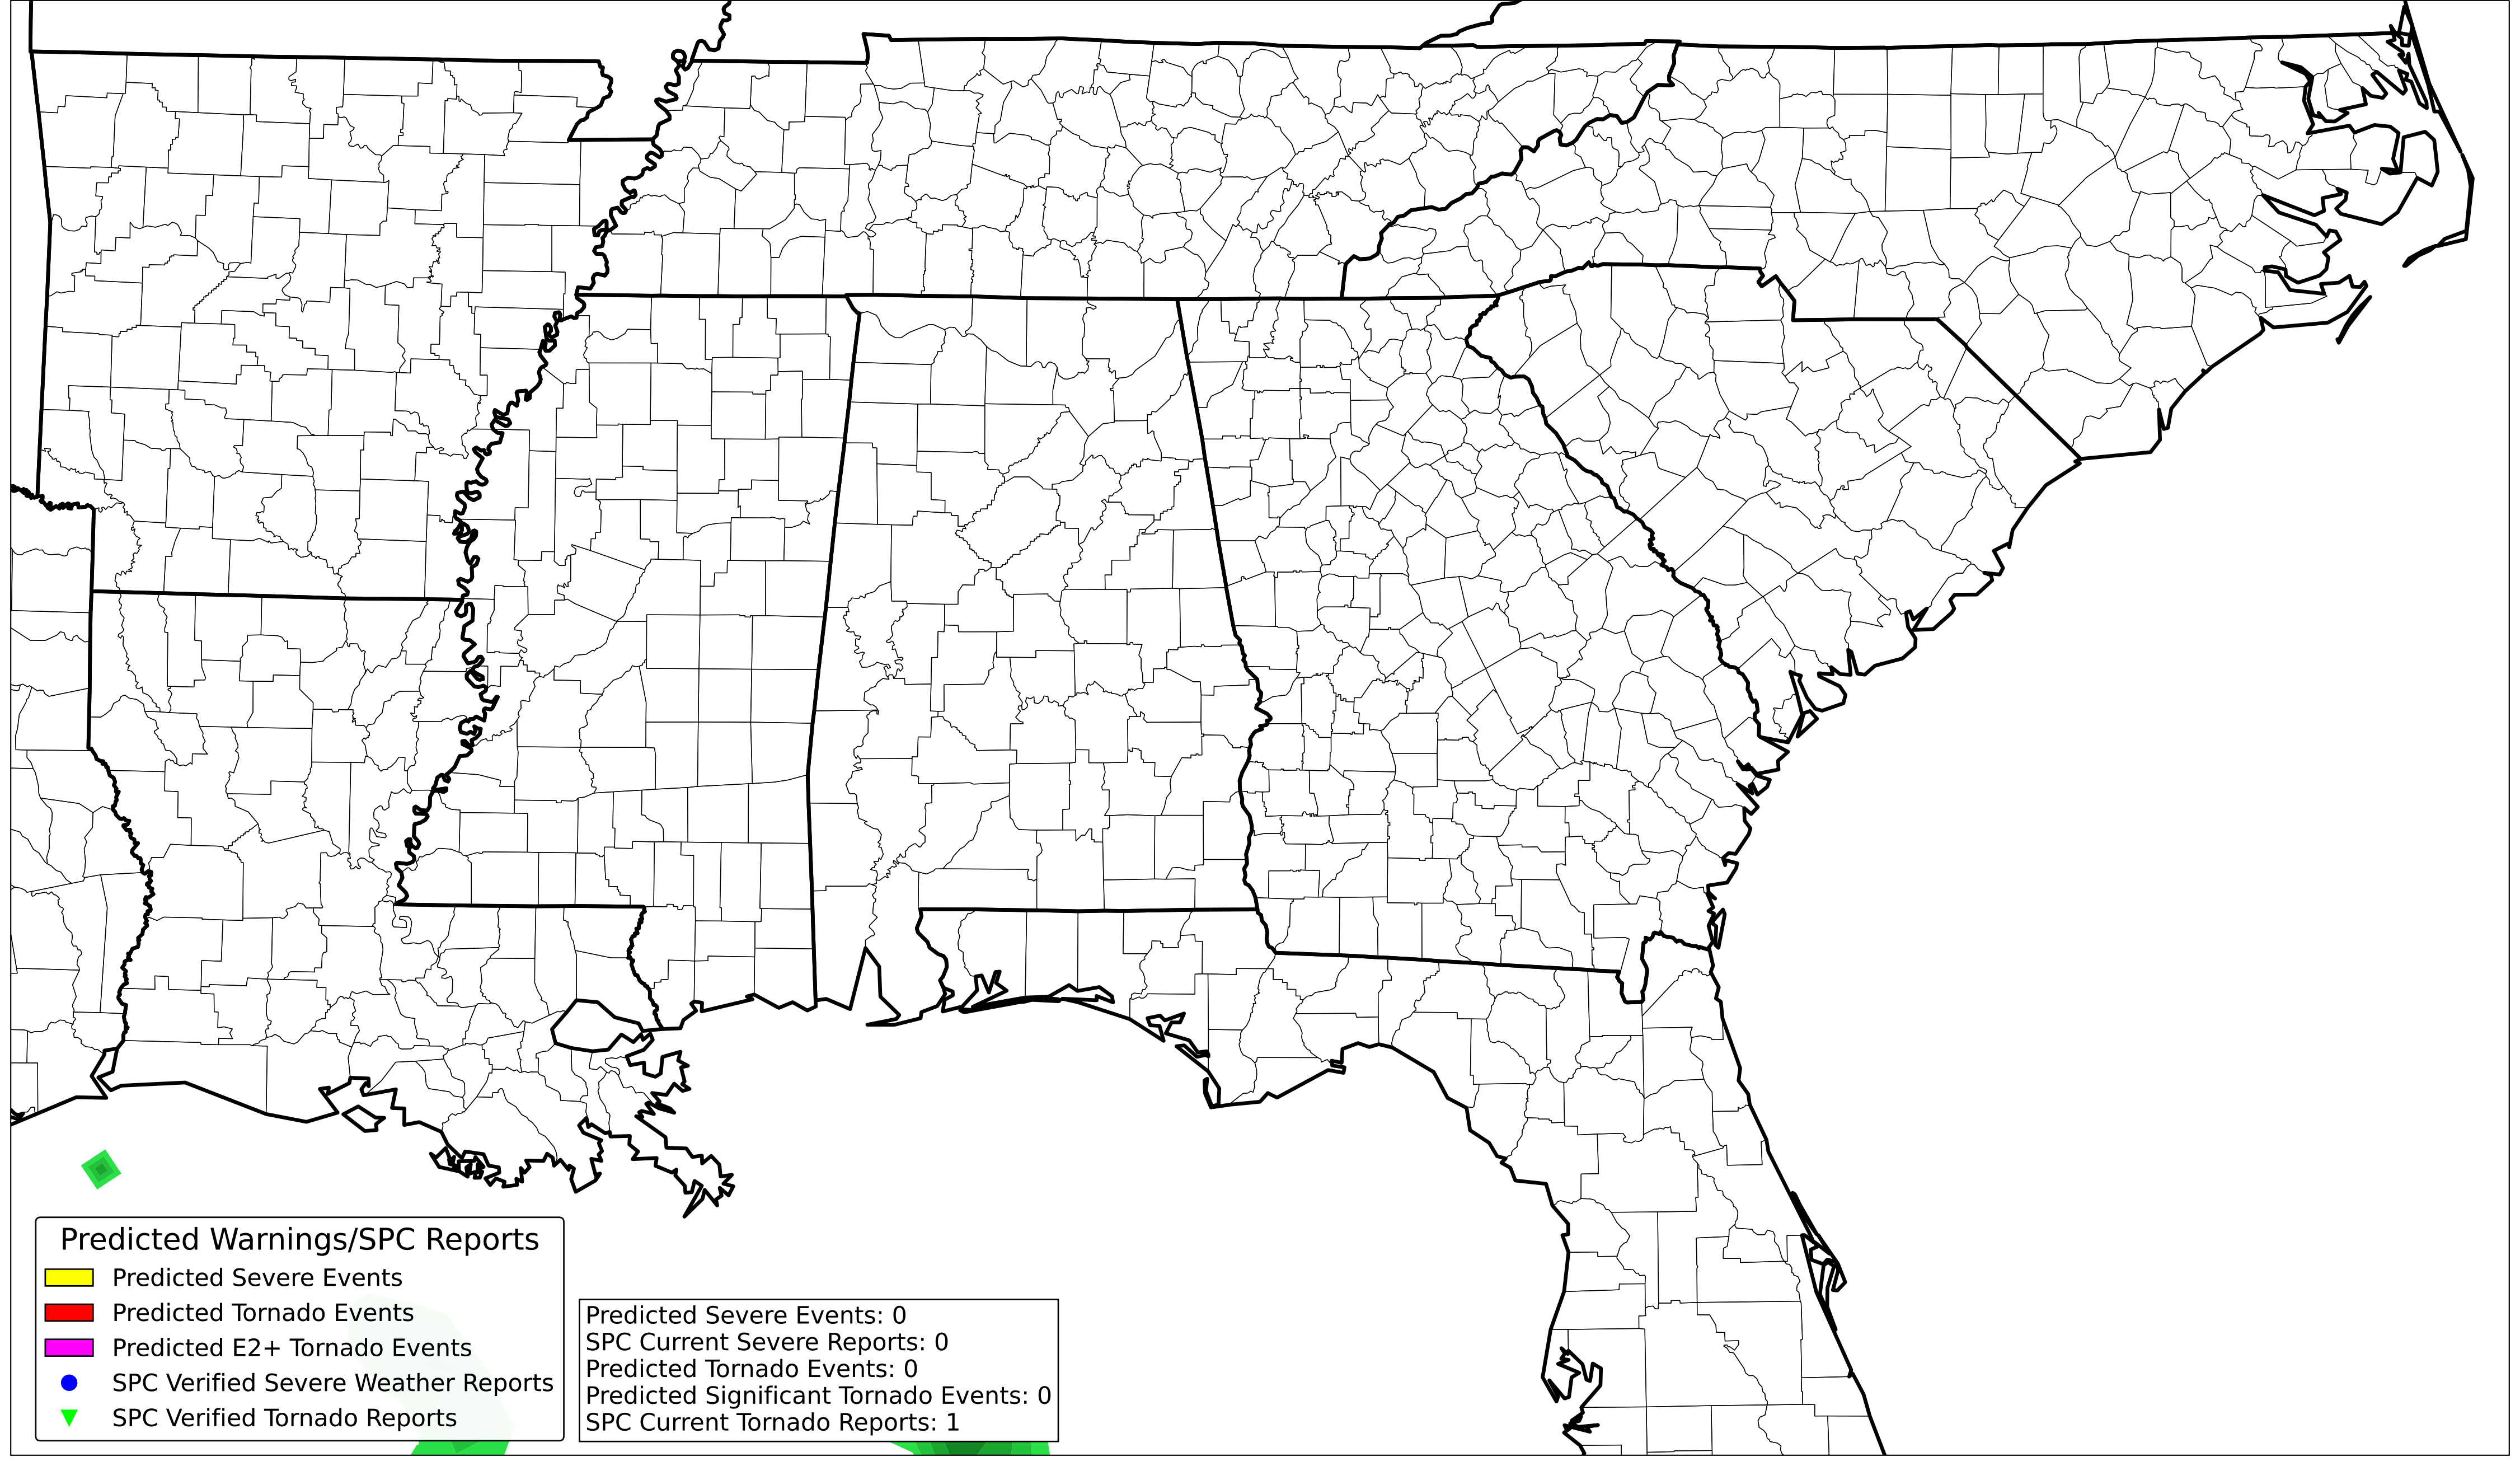 Predicted Warnings/SPC Reports
Predicted Severe Events
Predicted Tornado Events
Predicted E2+ Tornado Events
SPC Verified Severe Weather Reports
SPC Verified Tornado Reports
Predicted Severe Events: 0
SPC Current Severe Reports: 0
Predicted Tornado Events: 0
Predicted Significant Tornado Events: 0
SPC Current Tornado Reports: 1